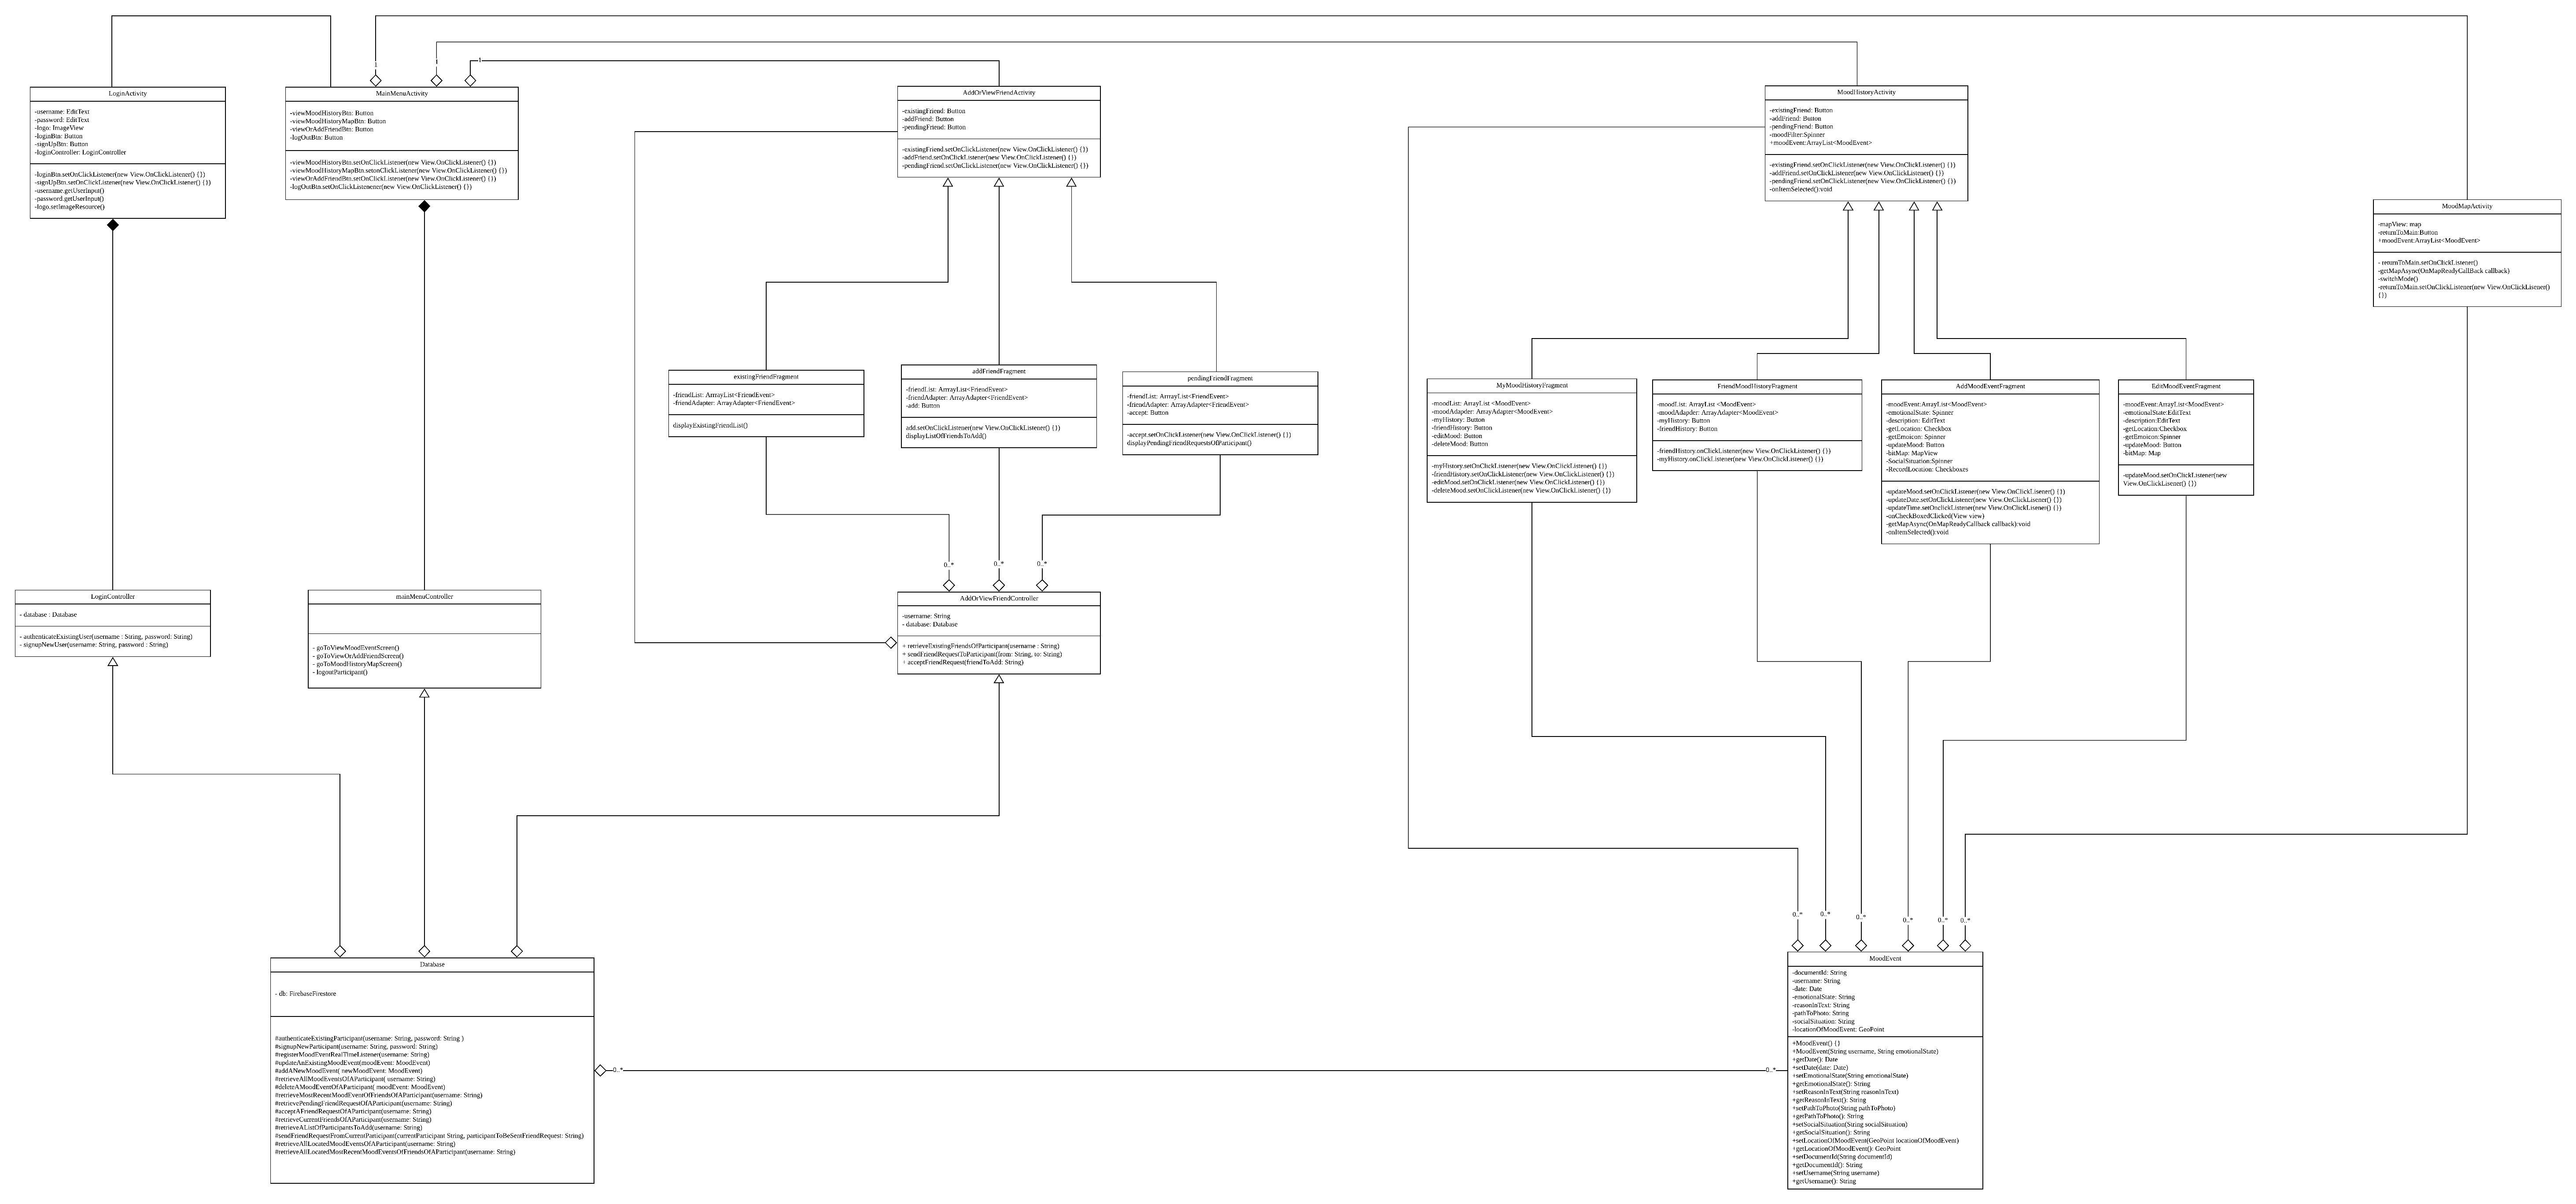 1
1
1
LoginActivity
-username: EditText
-password: EditText
-logo: ImageView
-loginBtn: Button
-signUpBtn: Button
-loginController: LoginController
-loginBtn.setOnClickListener(new View.OnClickListener() {})
-signUpBtn.setOnClickListener(new View.OnClickListener() {})
-username.getUserInput()
-password.getUserInput()
-logo.setImageResource()
MainMenuActivity
-viewMoodHistoryBtn: Button
-viewMoodHistoryMapBtn: Button
-viewOrAddFriendBtn: Button
-logOutBtn: Button
-viewMoodHistoryBtn.setOnClickListener(new View.OnClickListener() {})
-viewMoodHistoryMapBtn.setonClickListener(new View.OnClickListener() {})
-viewOrAddFriendBtn.setOnClickListener(new View.OnClickListener() {})
-logOutBtn.setOnClickListenener(new View.OnClickListener() {})
AddOrViewFriendActivity
-existingFriend: Button
-addFriend: Button
-pendingFriend: Button
-existingFriend.setOnClickListener(new View.OnClickListener() {})
-addFriend.setOnClickListener(new View.OnClickListener() {})
-pendingFriend.setOnClickListener(new View.OnClickListener() {})
MoodHistoryActivity
-existingFriend: Button
-addFriend: Button
-pendingFriend: Button
-moodFilter:Spinner
+moodEvent:ArrayList<MoodEvent>
-existingFriend.setOnClickListener(new View.OnClickListener() {})
-addFriend.setOnClickListener(new View.OnClickListener() {})
-pendingFriend.setOnClickListener(new View.OnClickListener() {})
-onItemSelected():void
MoodMapActivity
-mapView: map
-returnToMain:Button
+moodEvent:ArrayList<MoodEvent>
- returnToMain.setOnClickListener()
-getMapAsync(OnMapReadyCallBack callback)
-switchMode()
-returnToMain.setOnClickListener(new View.OnClickListener()
{})
existingFriendFragment
-friendList: ArrayList<FriendEvent>
-friendAdapter: ArrayAdapter<FriendEvent>
displayExistingFriendList()
addFriendFragment
-friendList: ArrayList<FriendEvent>
-friendAdapter: ArrayAdapter<FriendEvent>
-add: Button
add.setOnClickListener(new View.OnClickListener() {})
displayListOfFriendsToAdd()
pendingFriendFragment
-friendList: ArrayList<FriendEvent>
-friendAdapter: ArrayAdapter<FriendEvent>
-accept: Button
-accept.setOnClickListener(new View.OnClickListener() {})
displayPendingFriendRequestsOfParticipant()
MyMoodHistoryFragment
-moodList: ArrayList <MoodEvent>
-moodAdapder: ArrayAdapter<MoodEvent>
-myHistory: Button
-friendHistory: Button
-editMood: Button
-deleteMood: Button
-myHistory.setOnClickListener(new View.OnClickListener() {})
-friendHistory.setOnClickListener(new View.OnClickListener() {})
-editMood.setOnClickListener(new View.OnClickListener() {})
-deleteMood.setOnClickListener(new View.OnClickListener() {})
FriendMoodHistoryFragment
-moodList: ArrayList <MoodEvent>
-moodAdapder: ArrayAdapter<MoodEvent>
-myHistory: Button
-friendHistory: Button
-friendHistory.onClickListener(new View.OnClickListener() {})
-myHistory.onClickListener(new View.OnClickListener() {})
AddMoodEventFragment
-moodEvent:ArrayList<MoodEvent>
-emotionalState: Spinner
-description: EditText
-getLocation: Checkbox
-getEmoicon: Spinner
-updateMood: Button
-bitMap: MapView
-SocialSituation:Spinner
-RecordLocation: Checkboxes
-updateMood.setOnClickListener(new View.OnClickListener() {})
-updateDate.setOnClickListener(new View.OnClickListener() {})
-updateTime.setOnclickListener(new View.OnClickLisener() {})
-onCheckBoxedClicked(View view)
-getMapAsync(OnMapReadyCallback callback):void
-onItemSelected():void
EditMoodEventFragment
-moodEvent:ArrayList<MoodEvent>
-emotionalState:EditText
-description:EditText
-getLocation:Checkbox
-getEmoicon:Spinner
-updateMood: Button
-bitMap: Map
-updateMood.setOnClickListener(new
View.OnClickListener() {})
0..*
0..*
0..*
LoginController
- database : Database
- authenticateExistingUser(username : String, password: String)
- signupNewUser(username: String, password : String)
mainMenuController
- goToViewMoodEventScreen()
- goToViewOrAddFriendScreen()
- goToMoodHistoryMapScreen()
- logoutParticipant()
AddOrViewFriendController
-username: String
- database: Database
+ retrieveExistingFriendsOfParticipant(username : String)
+ sendFriendRequestToParticipant(from: String, to: String)
+ acceptFriendRequest(friendToAdd: String)
0..*
0..*
0..*
0..*
0..*
0..*
Database
- db: FirebaseFirestore
#authenticateExistingParticipant(username: String, password: String )
#signupNewParticipant(username: String, password: String)
#registerMoodEventRealTimeListener(username: String)
#updateAnExistingMoodEvent(moodEvent: MoodEvent)
#addANewMoodEvent( newMoodEvent: MoodEvent)
#retrieveAllMoodEventsOfAParticipant( username: String)
#deleteAMoodEventOfAParticipant( moodEvent: MoodEvent)
#retrieveMostRecentMoodEventOfFriendsOfAParticipant(username: String)
#retrievePendingFriendRequestOfAParticipant(username: String)
#acceptAFriendRequestOfAParticipant(username: String)
#retrieveCurrentFriendsOfAParticipant(username: String)
#retrieveAListOfParticipantsToAdd(username: String)
#sendFriendRequestFromCurrentParticipant(currentParticipant String, participantToBeSentFriendRequest: String)
#retrieveAllLocatedMoodEventsOfAParticipant(username: String)
#retrieveAllLocatedMostRecentMoodEventsOfFriendsOfAParticipant(username: String)
0..*
0..*
MoodEvent
-documentId: String
-username: String
-date: Date
-emotionalState: String
-reasonInText: String
-pathToPhoto: String
-socialSituation: String
-locationOfMoodEvent: GeoPoint
+MoodEvent() {}
+MoodEvent(String username, String emotionalState)
+getDate(): Date
+setDate(date: Date)
+setEmotionalState(String emotionalState)
+getEmotionalState(): String
+setReasonInText(String reasonInText)
+getReasonInText(): String
+setPathToPhoto(String pathToPhoto)
+getPathToPhoto(): String
+setSocialSituation(String socialSituation)
+getSocialSituation(): String
+setLocationOfMoodEvent(GeoPoint locationOfMoodEvent)
+getLocationOfMoodEvent(): GeoPoint
+setDocumentId(String documentId)
+getDocumentId(): String
+setUsername(String username)
+getUsername(): String